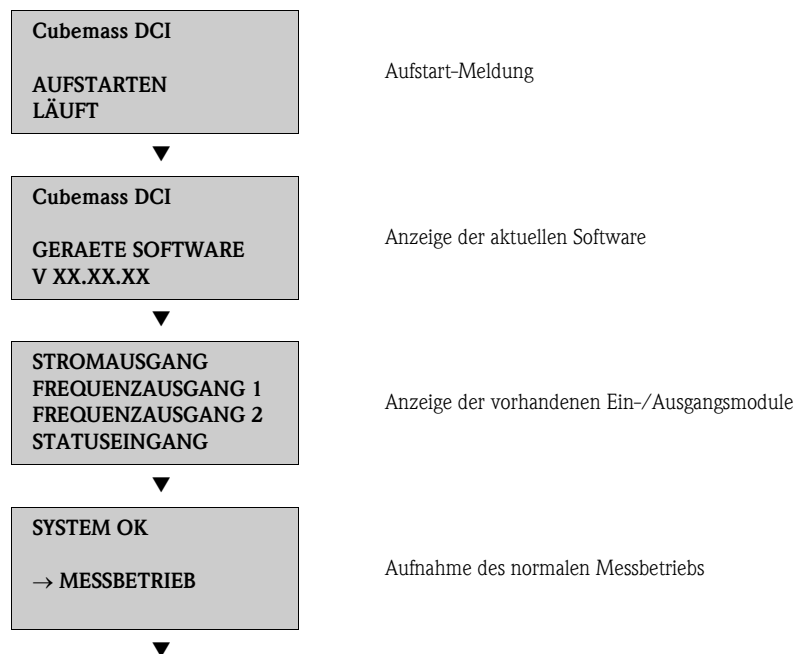 Cubemass DCI
AUFSTARTEN
LÄUFT
Aufstart-Meldung
▼
Cubemass DCI
GERAETE SOFTWARE
V XX.XX.XX
Anzeige der aktuellen Software
▼
STROMAUSGANG
FREQUENZAUSGANG 1
FREQUENZAUSGANG 2
STATUSEINGANG
Anzeige der vorhandenen Ein-/Ausgangsmodule
▼
SYSTEM OK
→ MESSBETRIEB
Aufnahme des normalen Messbetriebs
▼